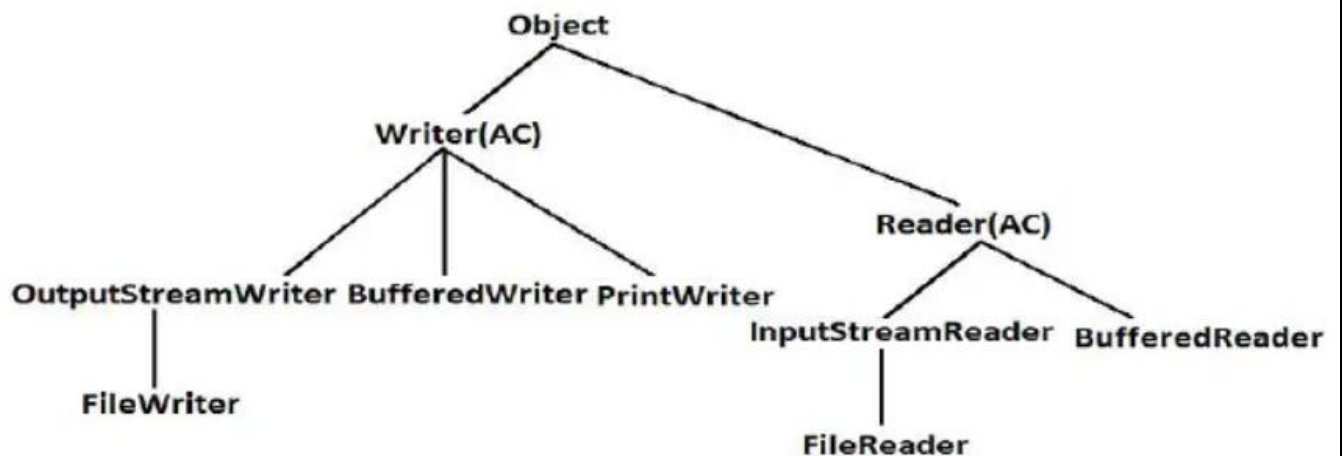 Object
Writer(AC)
Reader(AC)
OutputStreamWriter BufferedWriter PrintWriter
InputStreamReader BufferedReader
FileWriter
FileReader